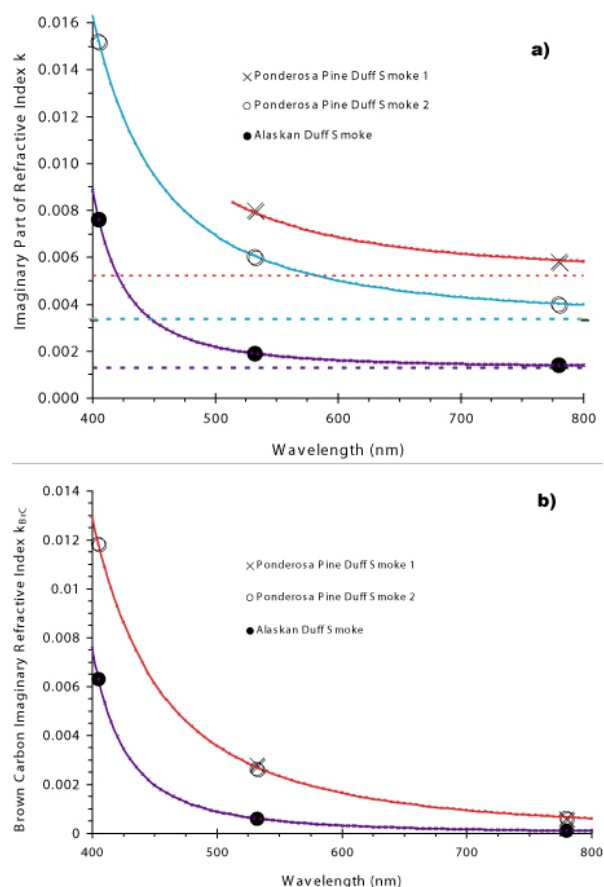 a)
Imaginary Part of Refractive Index k
0.016
0.014
0.012
0.010
0.008
0.006
0.004
0.002
0.000
Ponderosa Pine Duff Smoke 1
Ponderosa Pine Duff Smoke 2
Alaskan Duff Smoke
400 500 600 700 800
Wavelength (nm)
b)
Brown Carbon Imaginary Refractive Index kBrC
0.014
0.012
0.01
0.008
0.006
0.004
0.002
0
Ponderosa Pine Duff Smoke 1
Ponderosa Pine Duff Smoke 2
Alaskan Duff Smoke
400 500 600 700 800
Wavelength (nm)